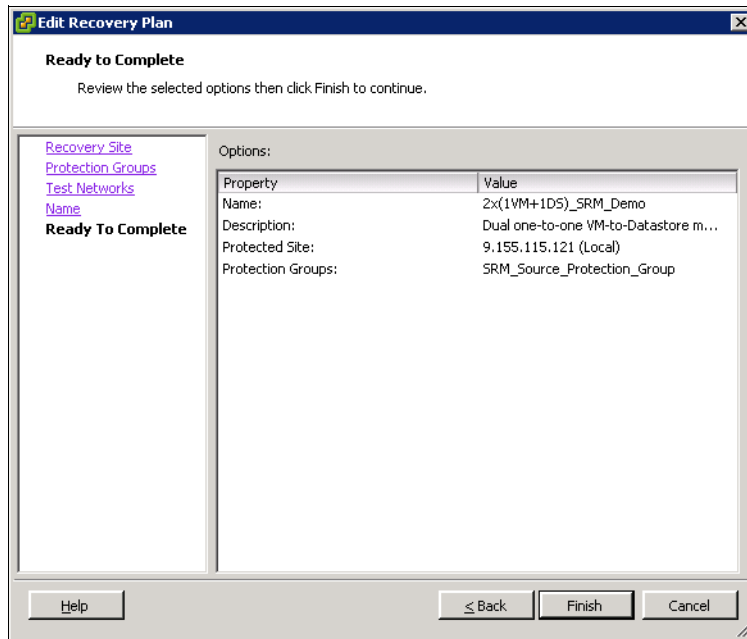 Edit Recovery Plan
Ready to Complete
Review the selected options then click Finish to continue.
Recovery Site
Protection Groups
Test Networks
Name
Ready To Complete
Options:
Property Value
Name: 2x(1VM+1DS)_SRM_Demo
Description: Dual one-to-one VM-to-Datastore m...
Protected Site: 9.155.115.121 (Local)
Protection Groups: SRM_Source_Protection_Group
Help ≤ Back Finish Cancel